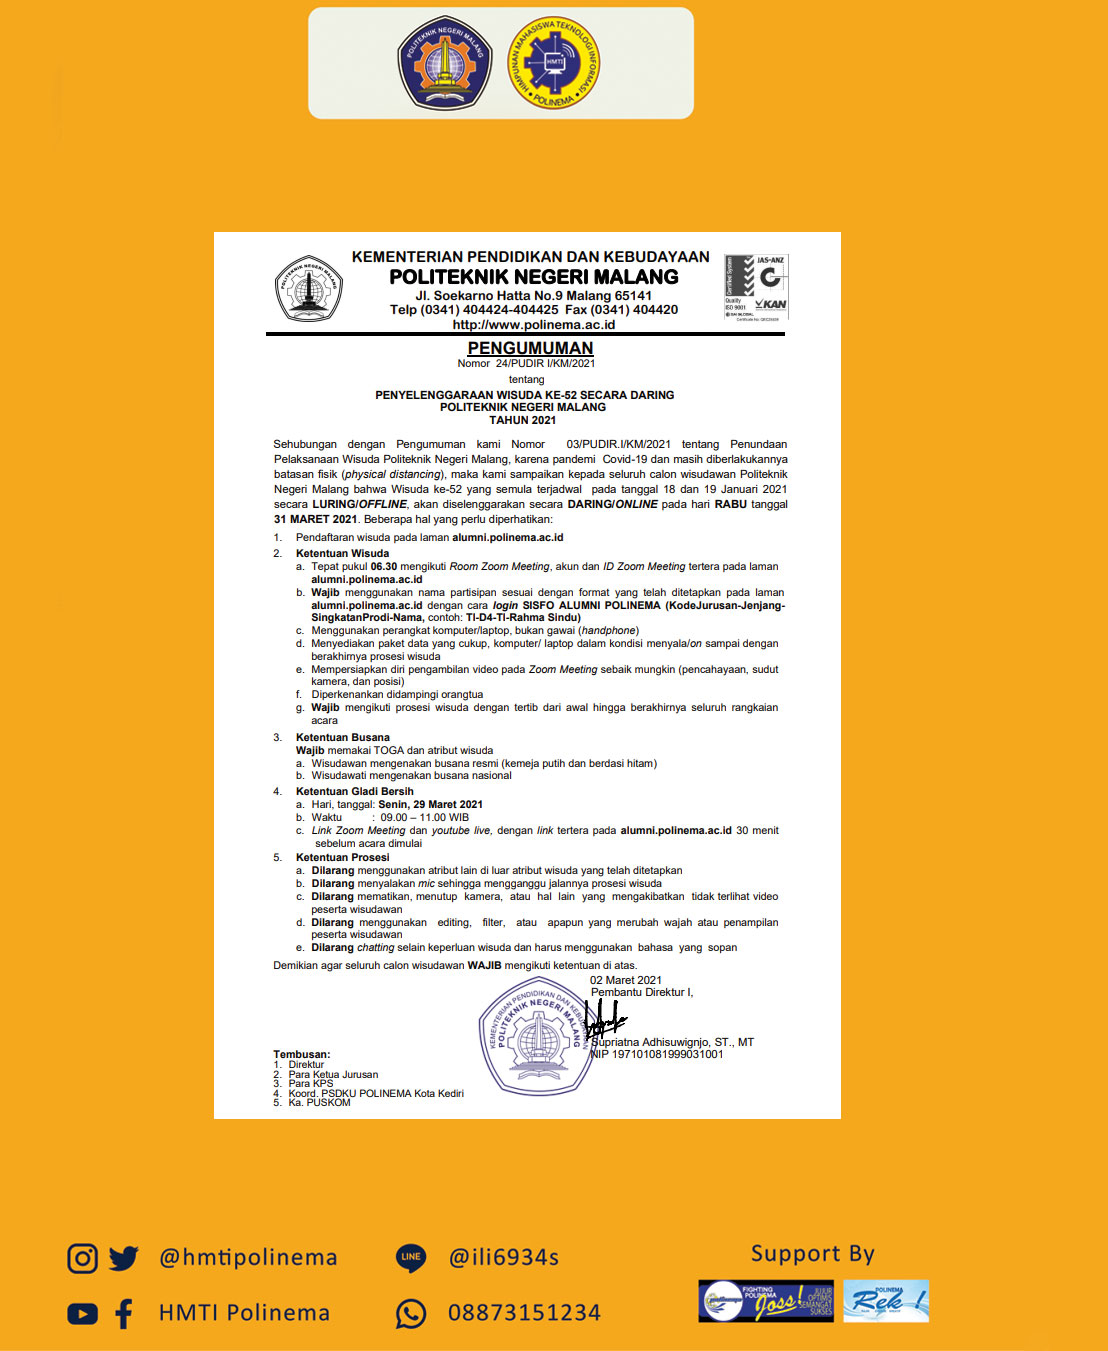 POLITEKNIK NEGERI MALANG
HIMPUNAN MAHASISWA TEKNOLOGI INFORMASI
HMTI
POLINEMA
POLITEKNIK NEGERI MALANG
KEMENTERIAN PENDIDIKAN DAN KEBUDAYAAN
POLITEKNIK NEGERI MALANG
Jl. Soekarno Hatta No.9 Malang 65141
Telp (0341) 404424-404425 Fax (0341) 404420
http://www.polinema.ac.id
Certified System
JAS-ANZ
Quality
ISO 9001
KAN
SAI GLOBAL
PENGUMUMAN
Nomor 24/PUDIR I/KM/2021
tentang
PENYELENGGARAAN WISUDA KE-52 SECARA DARING
POLITEKNIK NEGERI MALANG
TAHUN 2021
Sehubungan dengan Pengumuman kami Nomor 03/PUDIR.I/KM/2021 tentang Penundaan
Pelaksanaan Wisuda Politeknik Negeri Malang, karena pandemi Covid-19 dan masih diberlakukannya
batasan fisik (physical distancing), maka kami sampaikan kepada seluruh calon wisudawan Politeknik
Negeri Malang bahwa Wisuda ke-52 yang semula terjadwal pada tanggal 18 dan 19 Januari 2021
secara LURING/OFFLINE, akan diselenggarakan secara DARING/ONLINE pada hari RABU tanggal
31 MARET 2021. Beberapa hal yang perlu diperhatikan:
1. Pendaftaran wisuda pada laman alumni.polinema.ac.id
2. Ketentuan Wisuda
a. Tepat pukul 06.30 mengikuti Room Zoom Meeting, akun dan ID Zoom Meeting tertera pada laman
alumni.polinema.ac.id
b. Wajib menggunakan nama partisipan sesuai dengan format yang telah ditetapkan pada laman
alumni.polinema.ac.id dengan cara login SISFO ALUMNI POLINEMA (KodeJurusan-Jenjang-
SingkatanProdi-Nama, contoh: TI-D4-TI-Rahma Sindu)
c. Menggunakan perangkat komputer/laptop, bukan gawai (handphone)
d. Menyediakan paket data yang cukup, komputer/ laptop dalam kondisi menyala/on sampai dengan
berakhirnya prosesi wisuda
e. Mempersiapkan diri pengambilan video pada Zoom Meeting sebaik mungkin (pencahayaan, sudut
kamera, dan posisi)
f. Diperkenankan didampingi orangtua
g. Wajib mengikuti prosesi wisuda dengan tertib dari awal hingga berakhirnya seluruh rangkaian
acara
3. Ketentuan Busana
Wajib memakai TOGA dan atribut wisuda
a. Wisudawan mengenakan busana resmi (kemeja putih dan berdasi hitam)
b. Wisudawati mengenakan busana nasional
4. Ketentuan Gladi Bersih
a. Hari, tanggal: Senin, 29 Maret 2021
b. Waktu : 09.00 – 11.00 WIB
c. Link Zoom Meeting dan youtube live, dengan link tertera pada alumni.polinema.ac.id 30 menit
sebelum acara dimulai
5. Ketentuan Prosesi
a. Dilarang menggunakan atribut lain di luar atribut wisuda yang telah ditetapkan
b. Dilarang menyalakan mic sehingga mengganggu jalannya prosesi wisuda
c. Dilarang mematikan, menutup kamera, atau hal lain yang mengakibatkan tidak terlihat video
peserta wisudawan
d. Dilarang menggunakan editing, filter, atau apapun yang merubah wajah atau penampilan
peserta wisudawan
e. Dilarang chatting selain keperluan wisuda dan harus menggunakan bahasa yang sopan
Demikian agar seluruh calon wisudawan WAJIB mengikuti ketentuan di atas.
02 Maret 2021
Pembantu Direktur I,
KEMENTERIAN PENDIDIKAN DAN KEBUDAYAAN
POLITEKNIK NEGERI MALANG
Supriatna Adhisuwignjo, ST., MT
NIP 197101081999031001
Tembusan:
1. Direktur
2. Para Ketua Jurusan
3. Para KPS
4. Koord. PSDKU POLINEMA Kota Kediri
5. Ka. PUSKOM
@hmtipolinema
LINE
@ili6934s
Support By
HMTI Polinema
08873151234
FIGHTING
POLINEMA
Joss!
JUJUR
OPTIMIS
SEMANGAT
SUKSES
POLINEMA
Rek !